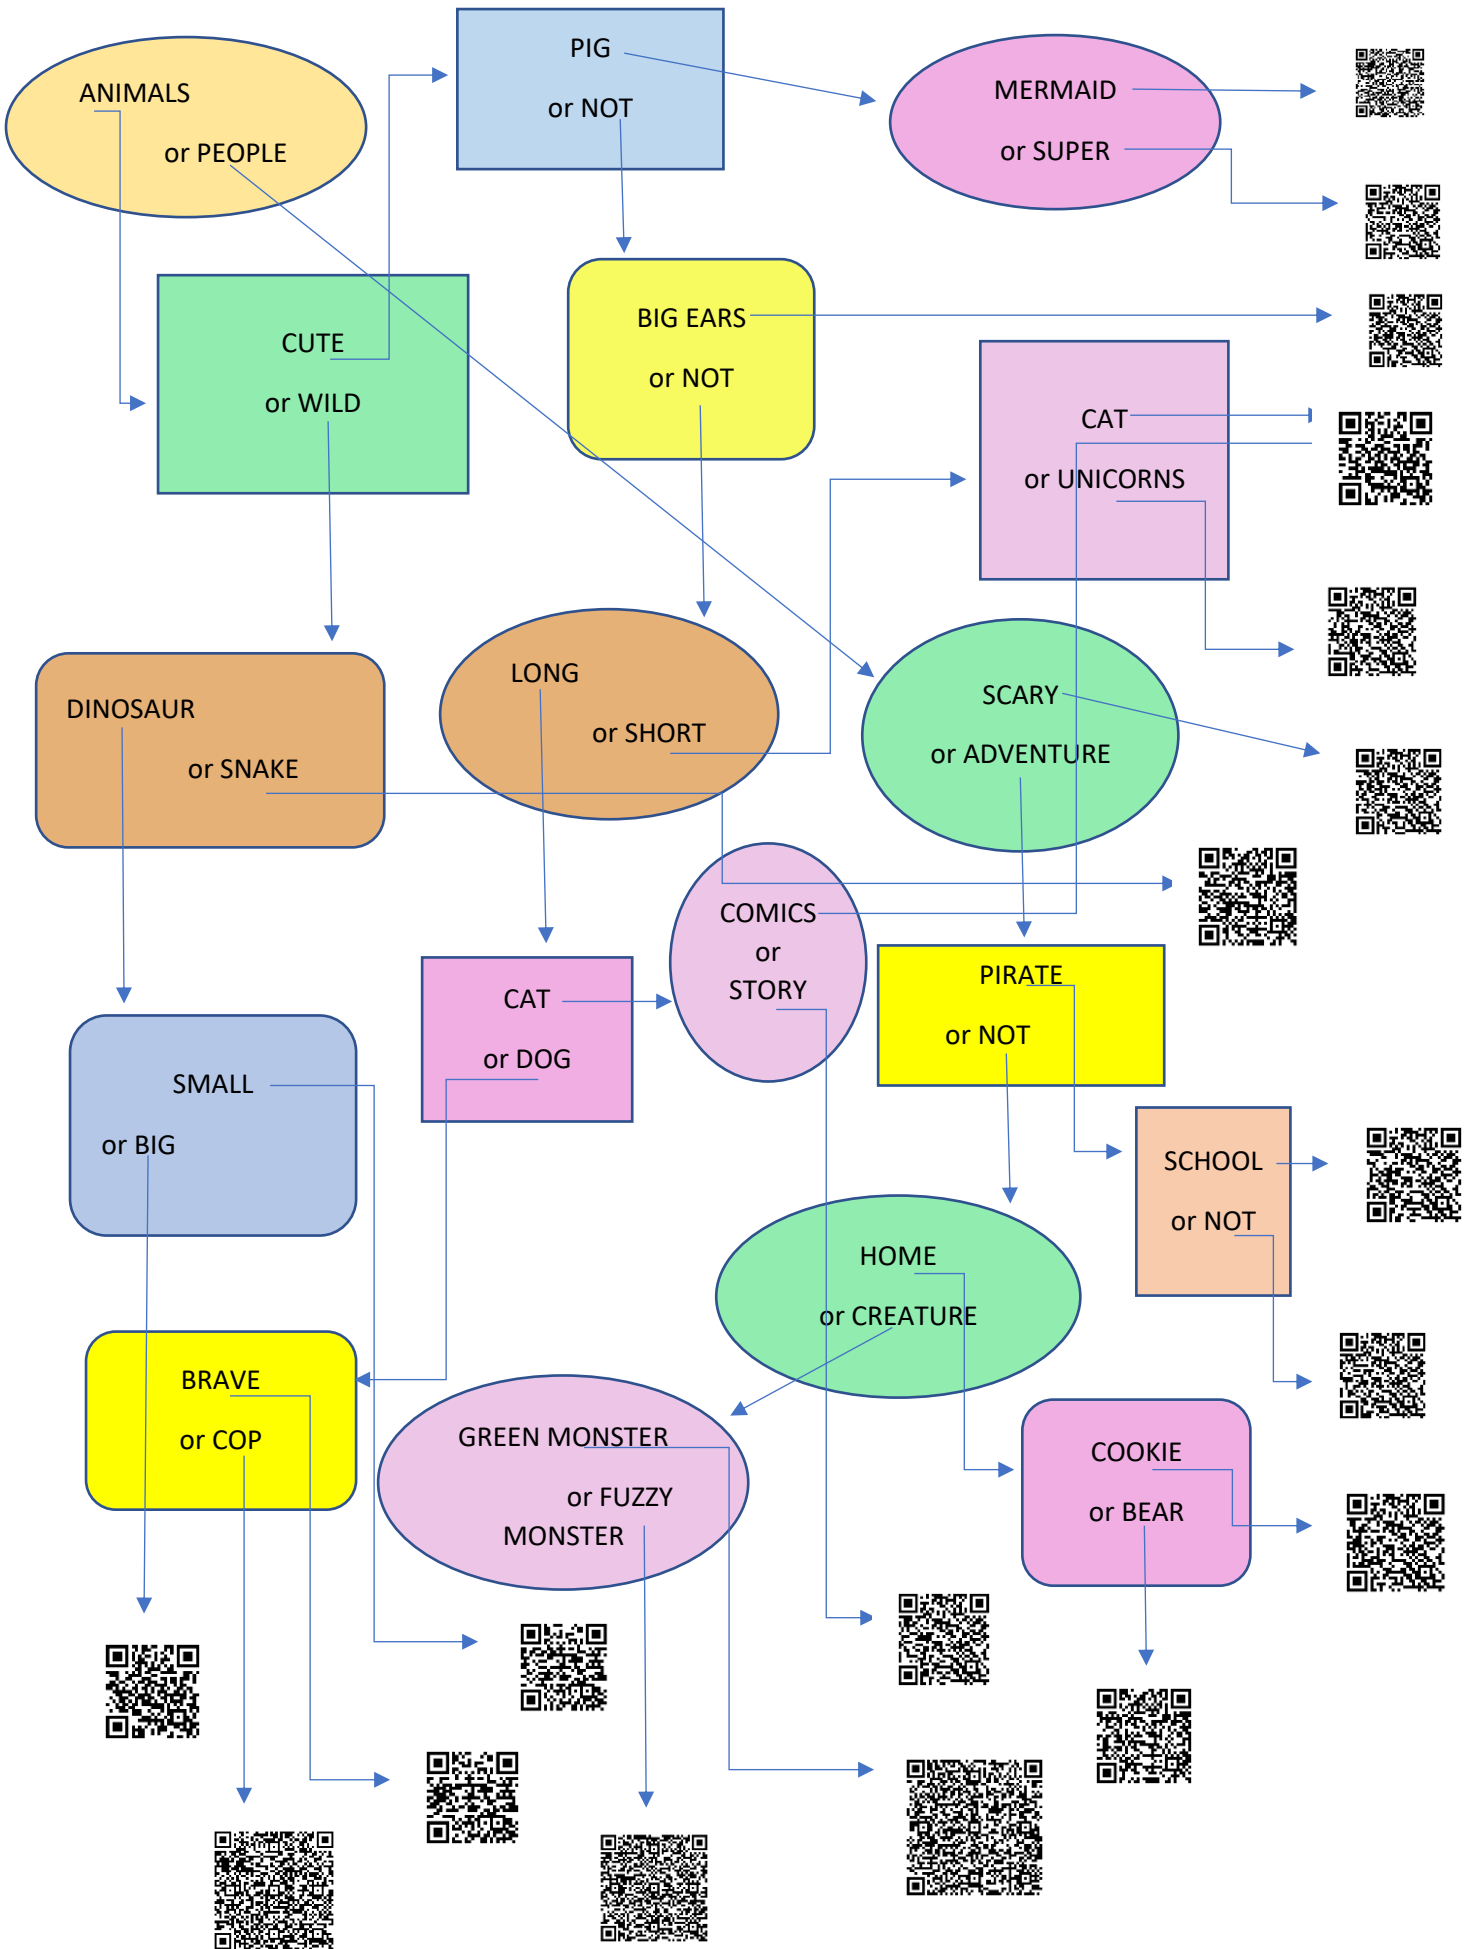 PIG
or NOT
ANIMALS
or PEOPLE
MERMAID
or SUPER
CUTE
or WILD
BIG EARS
or NOT
CAT
or UNICORNS
DINOSAUR
or SNAKE
LONG
or SHORT
SCARY
or ADVENTURE
COMICS
or
STORY
CAT
or DOG
PIRATE
or NOT
SMALL
or BIG
SCHOOL
or NOT
HOME
or CREATURE
BRAVE
or COP
GREEN MONSTER
or FUZZY
MONSTER
COOKIE
or BEAR